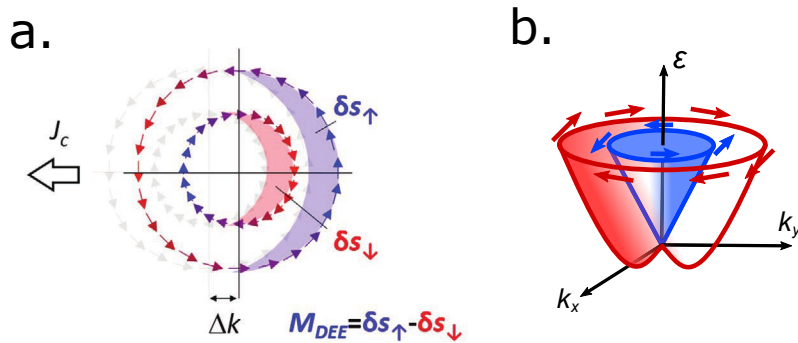 a.
b.
J_c
δs↑
δs↓
Δk
M_DEE=δs↑-δs↓
ε
k_y
k_x